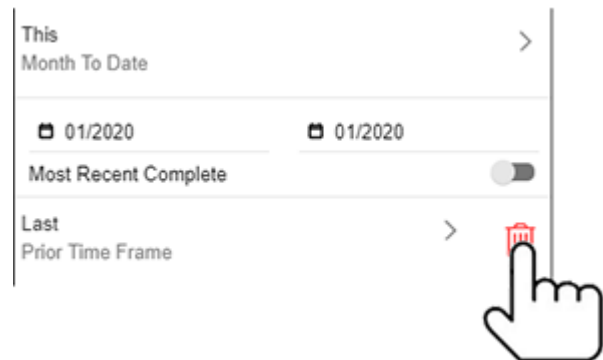 This
Month To Date
01/2020 01/2020
Most Recent Complete
Last
Prior Time Frame